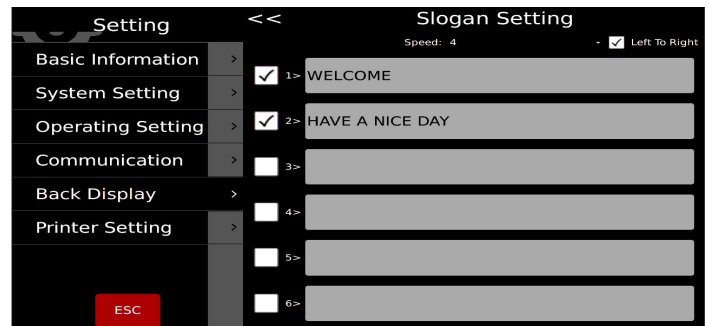 Setting
Basic Information >
System Setting >
Operating Setting >
Communication >
Back Display >
Printer Setting >
ESC
<< Slogan Setting
Speed: 4 Left To Right
1> WELCOME
2> HAVE A NICE DAY
3>
4>
5>
6>